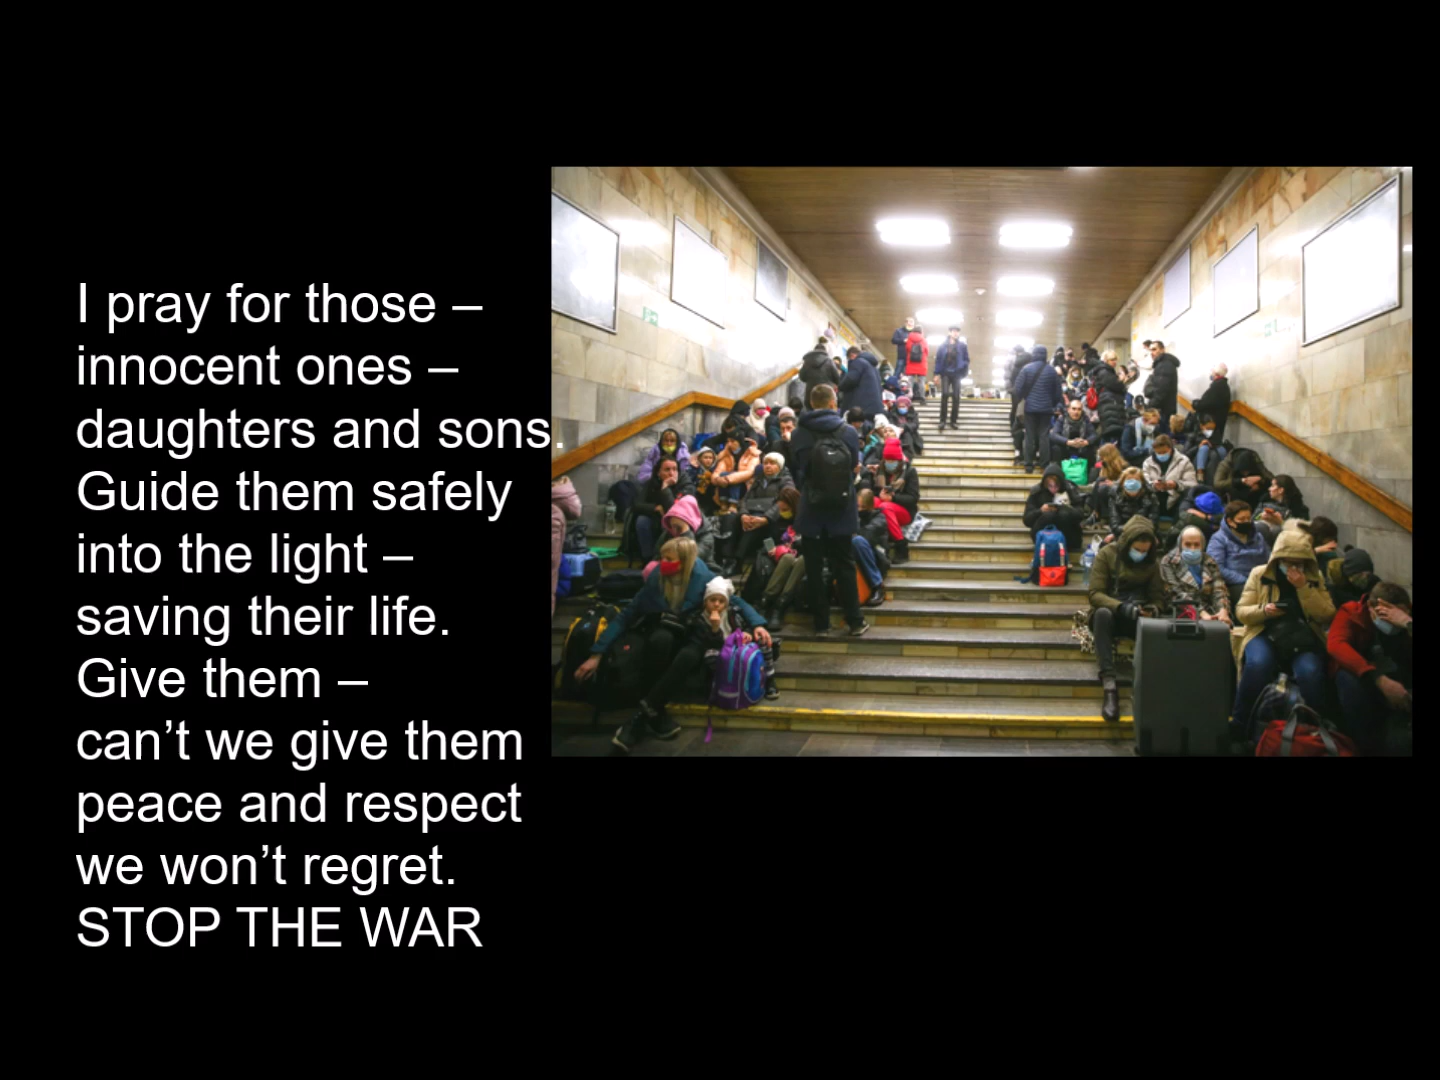 I pray for those –
innocent ones –
daughters and sons.
Guide them safely
into the light –
saving their life.
Give them –
can’t we give them
peace and respect
we won’t regret.
STOP THE WAR